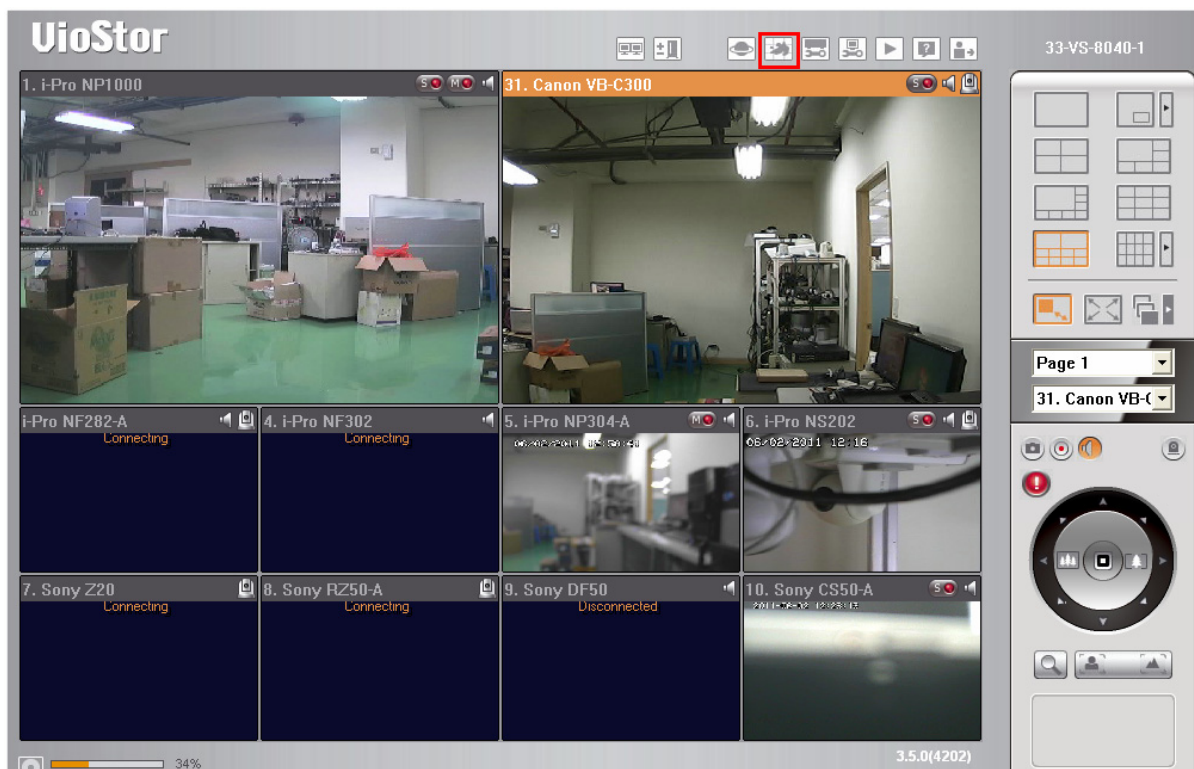 VioStor
33-VS-8040-1
1. i-Pro NP1000
S
M
31. Canon VB-C300
S
Page 1
31. Canon VB-(
i-Pro NF282-A
Connecting
4. i-Pro NF302
Connecting
5. i-Pro NP304-A
M
6. i-Pro NS202
S
06/02/2011 12:16
7. Sony Z20
Connecting
8. Sony RZ50-A
Connecting
9. Sony DF50
Disconnected
10. Sony CS50-A
S
34%
3.5.0(4202)